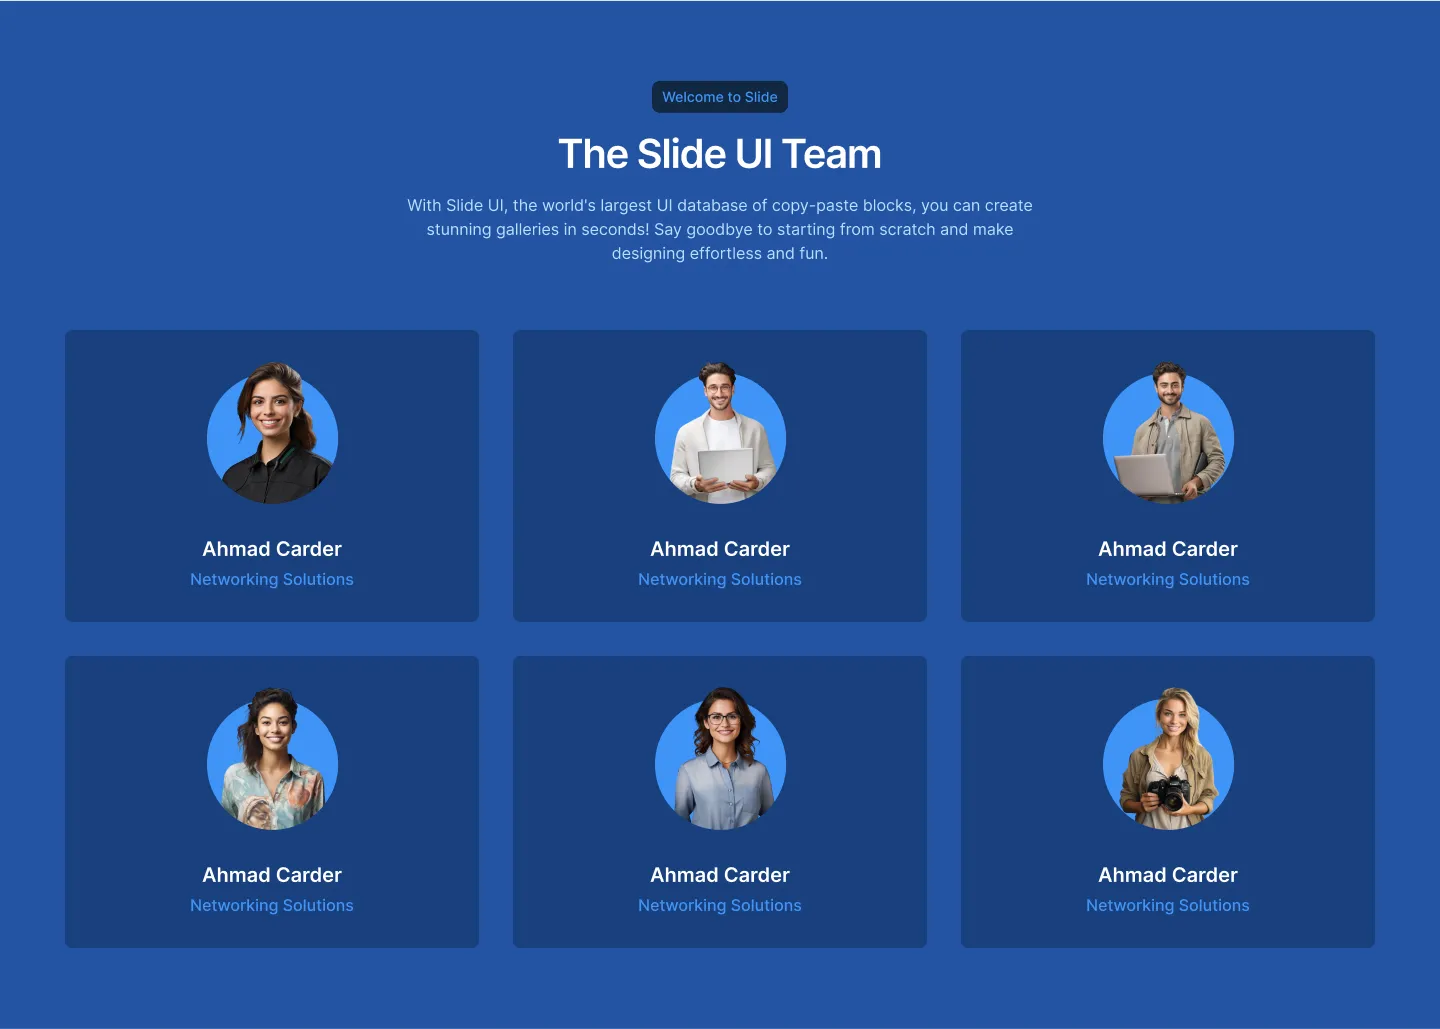 Welcome to Slide
The Slide UI Team
With Slide UI, the world's largest UI database of copy-paste blocks, you can create
stunning galleries in seconds! Say goodbye to starting from scratch and make
designing effortless and fun.
Ahmad Carder
Networking Solutions
Ahmad Carder
Networking Solutions
Ahmad Carder
Networking Solutions
Ahmad Carder
Networking Solutions
Ahmad Carder
Networking Solutions
Ahmad Carder
Networking Solutions